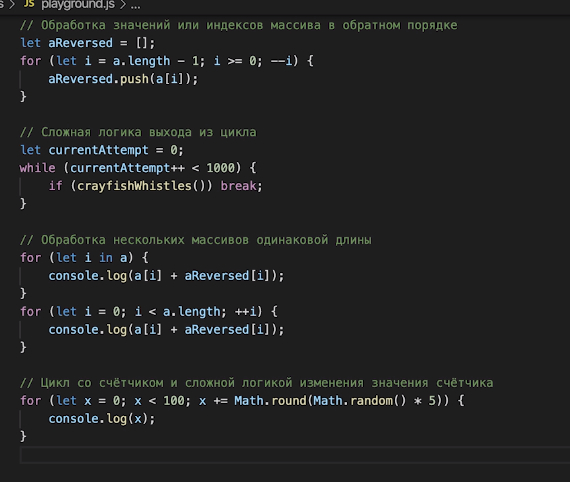 s > JS playground.js > ...
// Обработка значений или индексов массива в обратном порядке
let aReversed = [];
for (let i = a.length - 1; i >= 0; --i) {
    aReversed.push(a[i]);
}

// Сложная логика выхода из цикла
let currentAttempt = 0;
while (currentAttempt++ < 1000) {
    if (crayfishWhistles()) break;
}

// Обработка нескольких массивов одинаковой длины
for (let i in a) {
    console.log(a[i] + aReversed[i]);
}
for (let i = 0; i < a.length; ++i) {
    console.log(a[i] + aReversed[i]);
}

// Цикл со счётчиком и сложной логикой изменения значения счётчика
for (let x = 0; x < 100; x += Math.round(Math.random() * 5)) {
    console.log(x);
}